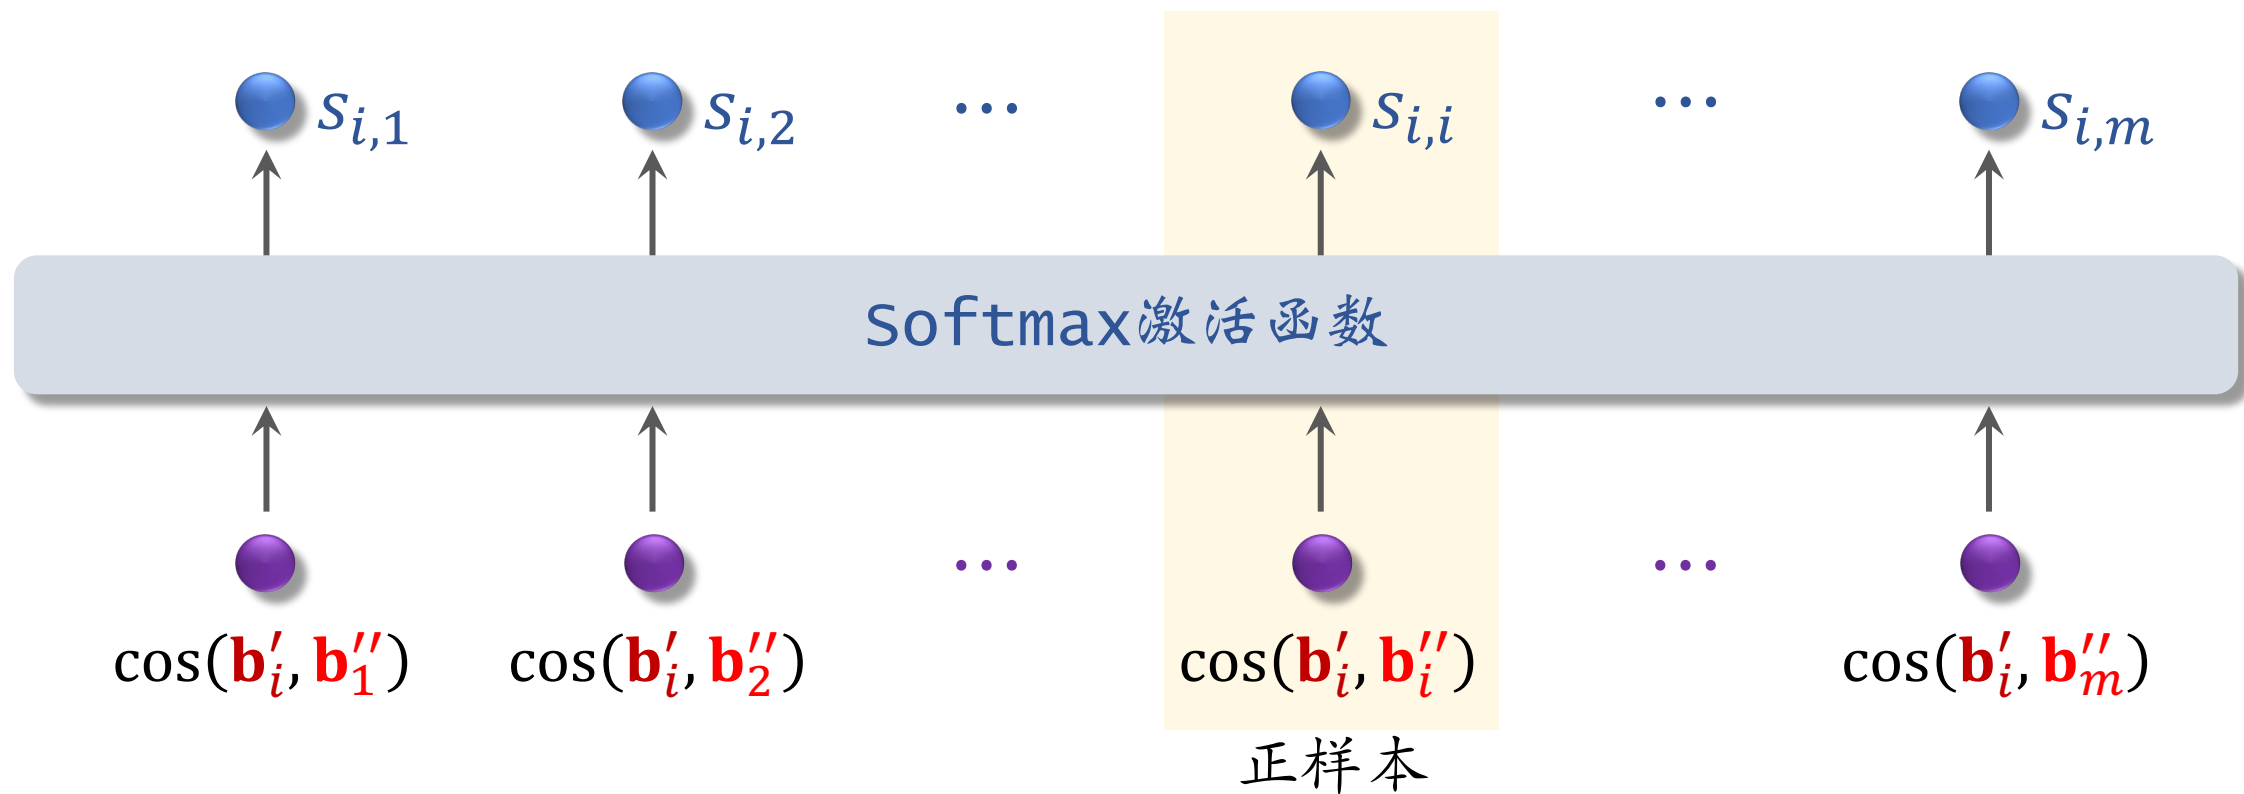 s_{i,1} s_{i,2} ⋯ s_{i,i} ⋯ s_{i,m}
Softmax激活函数
⋯ ⋯
cos(b′_i, b″_1) cos(b′_i, b″_2) cos(b′_i, b″_i) cos(b′_i, b″_m)
正样本